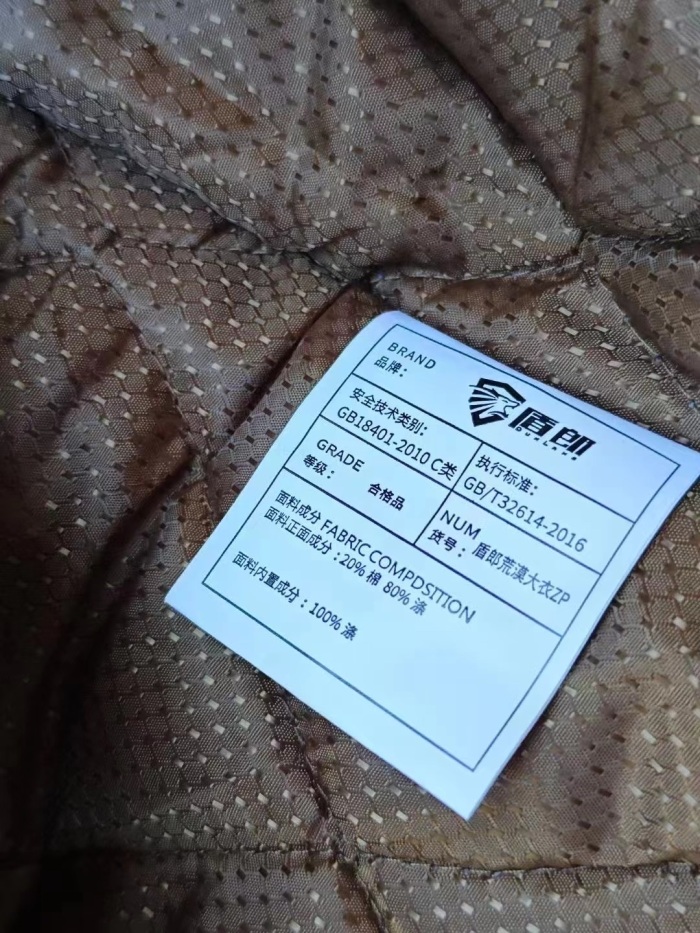 BRAND
品牌：
盾郎
安全技术类别：
GB18401-2010 C类
执行标准：
GB/T32614-2016
GRADE
等级：
合格品
NUM
货号：盾郎荒漠大衣ZP
面料成分 FABRIC COMPDSITION
面料正面成分：20% 棉 80% 涤
面料内置成分：100% 涤